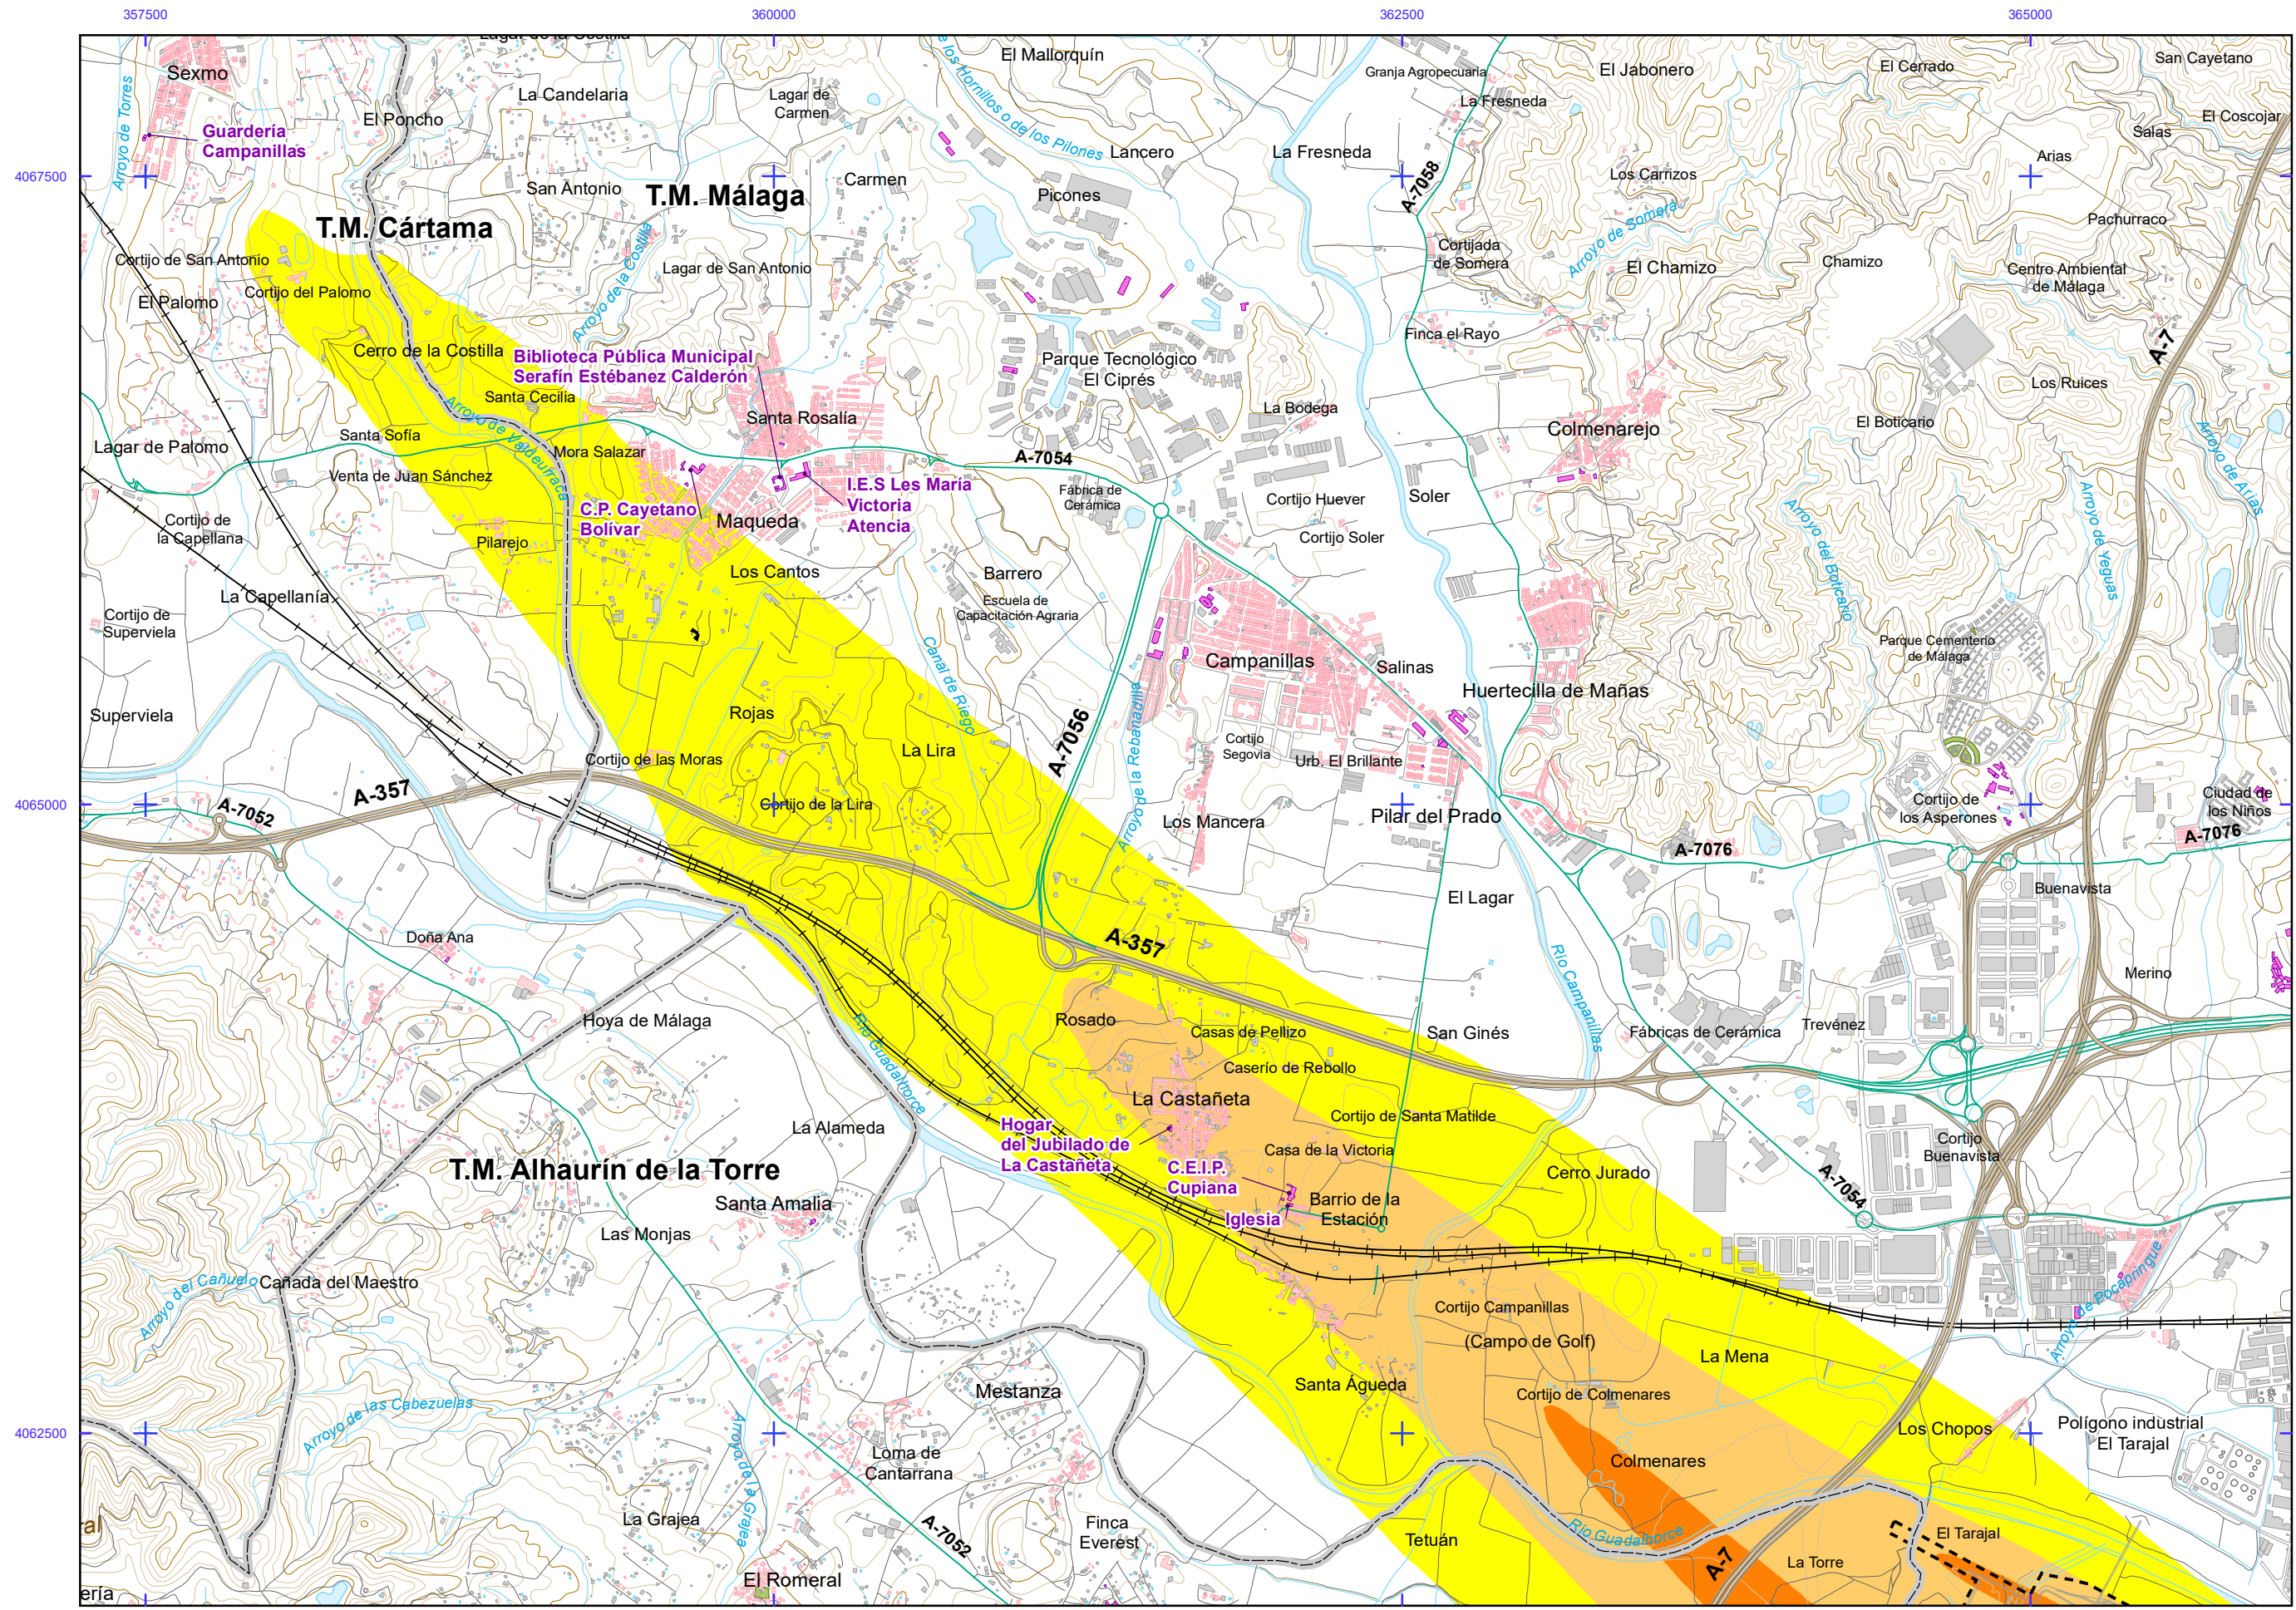 357500
360000
362500
365000
4067500
4065000
4062500
Lagar de la Costilla
El Mallorquín
Granja Agropecuaria
El Jabonero
El Cerrado
San Cayetano
Sexmo
La Candelaria
Lagar de
Carmen
La Fresneda
El Coscojar
El Poncho
Salas
Guardería
Campanillas
Arroyo de Torres
e los Hornillos o de los Pilones
Lancero
La Fresneda
Arias
San Antonio
T.M. Málaga
Carmen
Picones
A-7058
Los Carrizos
Arroyo de Somerá
Pachurraco
T.M. Cártama
Cortijo de San Antonio
Arroyo de la Costilla
Lagar de San Antonio
Cortijada
de Somera
El Chamizo
Chamizo
Centro Ambiental
de Málaga
El Palomo
Cortijo del Palomo
Finca el Rayo
A-7
Cerro de la Costilla
Biblioteca Pública Municipal
Serafín Estébanez Calderón
Parque Tecnológico
El Ciprés
Los Ruices
Santa Cecilia
Arroyo de Valdeurraca
Santa Rosalía
La Bodega
Colmenarejo
El Boticario
Arroyo de Arias
Lagar de Palomo
Santa Sofía
Mora Salazar
A-7054
Venta de Juan Sánchez
I.E.S Les María
Victoria
Atencia
Fábrica de
Cerámica
Cortijo Huever
Soler
Arroyo del Boticario
Arroyo de Yeguas
C.P. Cayetano
Bolívar
Maqueda
Cortijo de
la Capellana
Pilarejo
Cortijo Soler
Los Cantos
Barrero
La Capellanía
Escuela de
Capacitación Agraria
Cortijo de
Superviela
Canal de Riego
Campanillas
Salinas
Parque Cementerio
de Málaga
Huertecilla de Mañas
Superviela
Rojas
La Lira
A-7056
Arroyo de la Rebanadilla
Cortijo
Segovia
Urb. El Brillante
Cortijo de las Moras
A-357
A-7052
Cortijo de la Lira
Los Mancera
Pilar del Prado
A-7076
Cortijo de
los Asperones
Ciudad de
los Niños
A-7076
El Lagar
Buenavista
Doña Ana
A-357
Río Campanillas
Merino
Hoya de Málaga
Río Guadalhorce
Rosado
Casas de Pellizo
San Ginés
Fábricas de Cerámica
Trevénez
Caserío de Rebollo
La Castañeta
Cortijo de Santa Matilde
La Alameda
Hogar
del Jubilado de
La Castañeta
Casa de la Victoria
Cortijo
Buenavista
T.M. Alhaurín de la Torre
C.E.I.P.
Cupiana
Cerro Jurado
A-7054
Santa Amalia
Barrio de la
Estación
Iglesia
Las Monjas
Arroyo del Cañuelo
Cañada del Maestro
Arroyo de Pocapringue
Cortijo Campanillas
(Campo de Golf)
La Mena
Mestanza
Santa Águeda
Cortijo de Colmenares
Arroyo de las Cabezuelas
Arroyo de la Grajea
Los Chopos
Polígono industrial
El Tarajal
Loma de
Cantarrana
Colmenares
La Grajea
A-7052
Finca
Everest
Tetuán
Río Guadalhorce
El Tarajal
La Torre
A-7
ral
ería
El Romeral